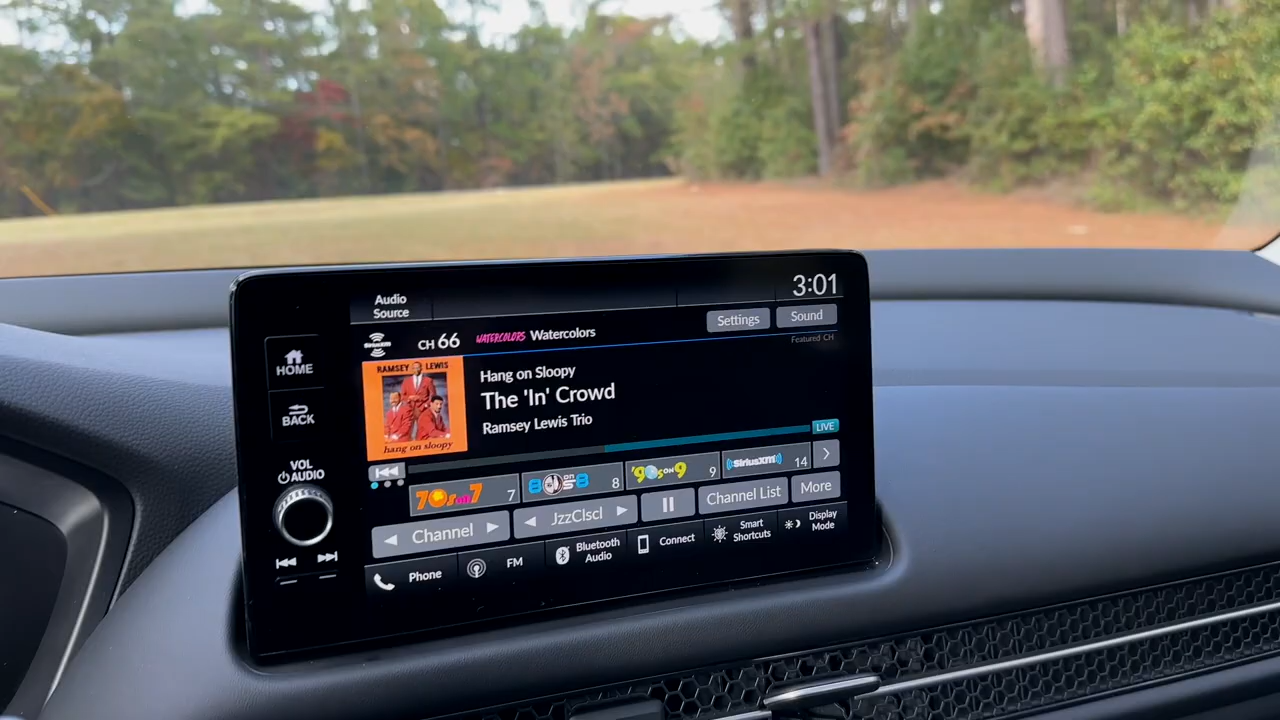 Audio
Source
3:01
SiriusXM
CH 66
WATERCOLORS
Watercolors
Settings
Sound
Featured CH
HOME
BACK
VOL
AUDIO
RAMSEY LEWIS
hang on sloopy
Hang on Sloopy
The 'In' Crowd
Ramsey Lewis Trio
LIVE
70s on 7
7
80s on 8
8
'90s ON 9
9
SiriusXM
14
Channel
JzzClscl
Channel List
More
Phone
FM
Bluetooth
Audio
Connect
Smart
Shortcuts
Display
Mode